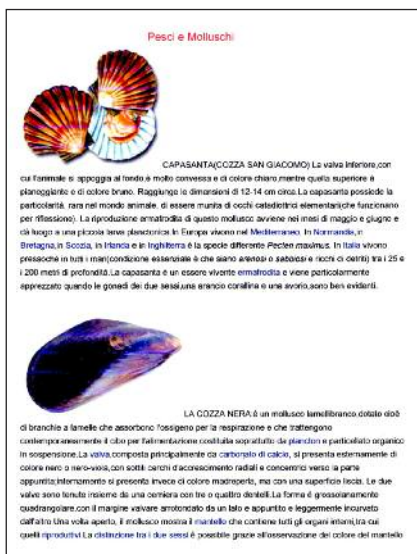 Pesci e Molluschi
CAPASANTA(COZZA SAN GIACOMO) La valva inferiore,con
cui l'animale si appoggia al fondo,è molto convessa e di colore chiaro,mentre quella superiore è
pianeggiante e di colore bruno. Raggiunge le dimensioni di 12-14 cm circa.La capasanta possiede la
particolarità, rara nel mondo animale, di essere munita di occhi catadiottrici elementari(che funzionano
per riflessione). La riproduzione ermafrodita di questo mollusco avviene nei mesi di maggio e giugno e
dà luogo a una piccola larva planctonica In Europa vivono nel Mediterraneo. In Normandia,in
Bretagna,in Scozia, in Irlanda e in Inghilterra è la specie differente Pecten maximus. In Italia vivono
pressoché in tutti i mari(condizione essenziale è che siano arenosi o sabbiosi e ricchi di detriti) tra i 25 e
i 200 metri di profondità.La capasanta è un essere vivente ermafrodita e viene particolarmente
apprezzato quando le gonadi dei due sessi,una arancio corallina e una avorio,sono ben evidenti.
LA COZZA NERA è un mollusco lamellibranco,dotato cioè
di branchie a lamelle che assorbono l'ossigeno per la respirazione e che trattengono
contemporaneamente il cibo per l'alimentazione,costituita soprattutto da plancton e particellato organico
in sospensione.La valva,composta principalmente da carbonato di calcio, si presenta esternamente di
colore nero o nero-viola,con sottili cerchi d'accrescimento radiali e concentrici verso la parte
appuntita;internamente si presenta invece di colore madreperla, ma con una superficie liscia. Le due
valve sono tenute insieme da una cerniera con tre o quattro dentelli.La forma è grossolanamente
quadrangolare,con il margine valvare arrotondato da un lato e appuntito e leggermente incurvato
dall'altro Una volta aperto, il mollusco mostra il mantello che contiene tutti gli organi interni,tra cui
quelli riproduttivi La distinzione tra i due sessi è possibile grazie all'osservazione del colore del mantello